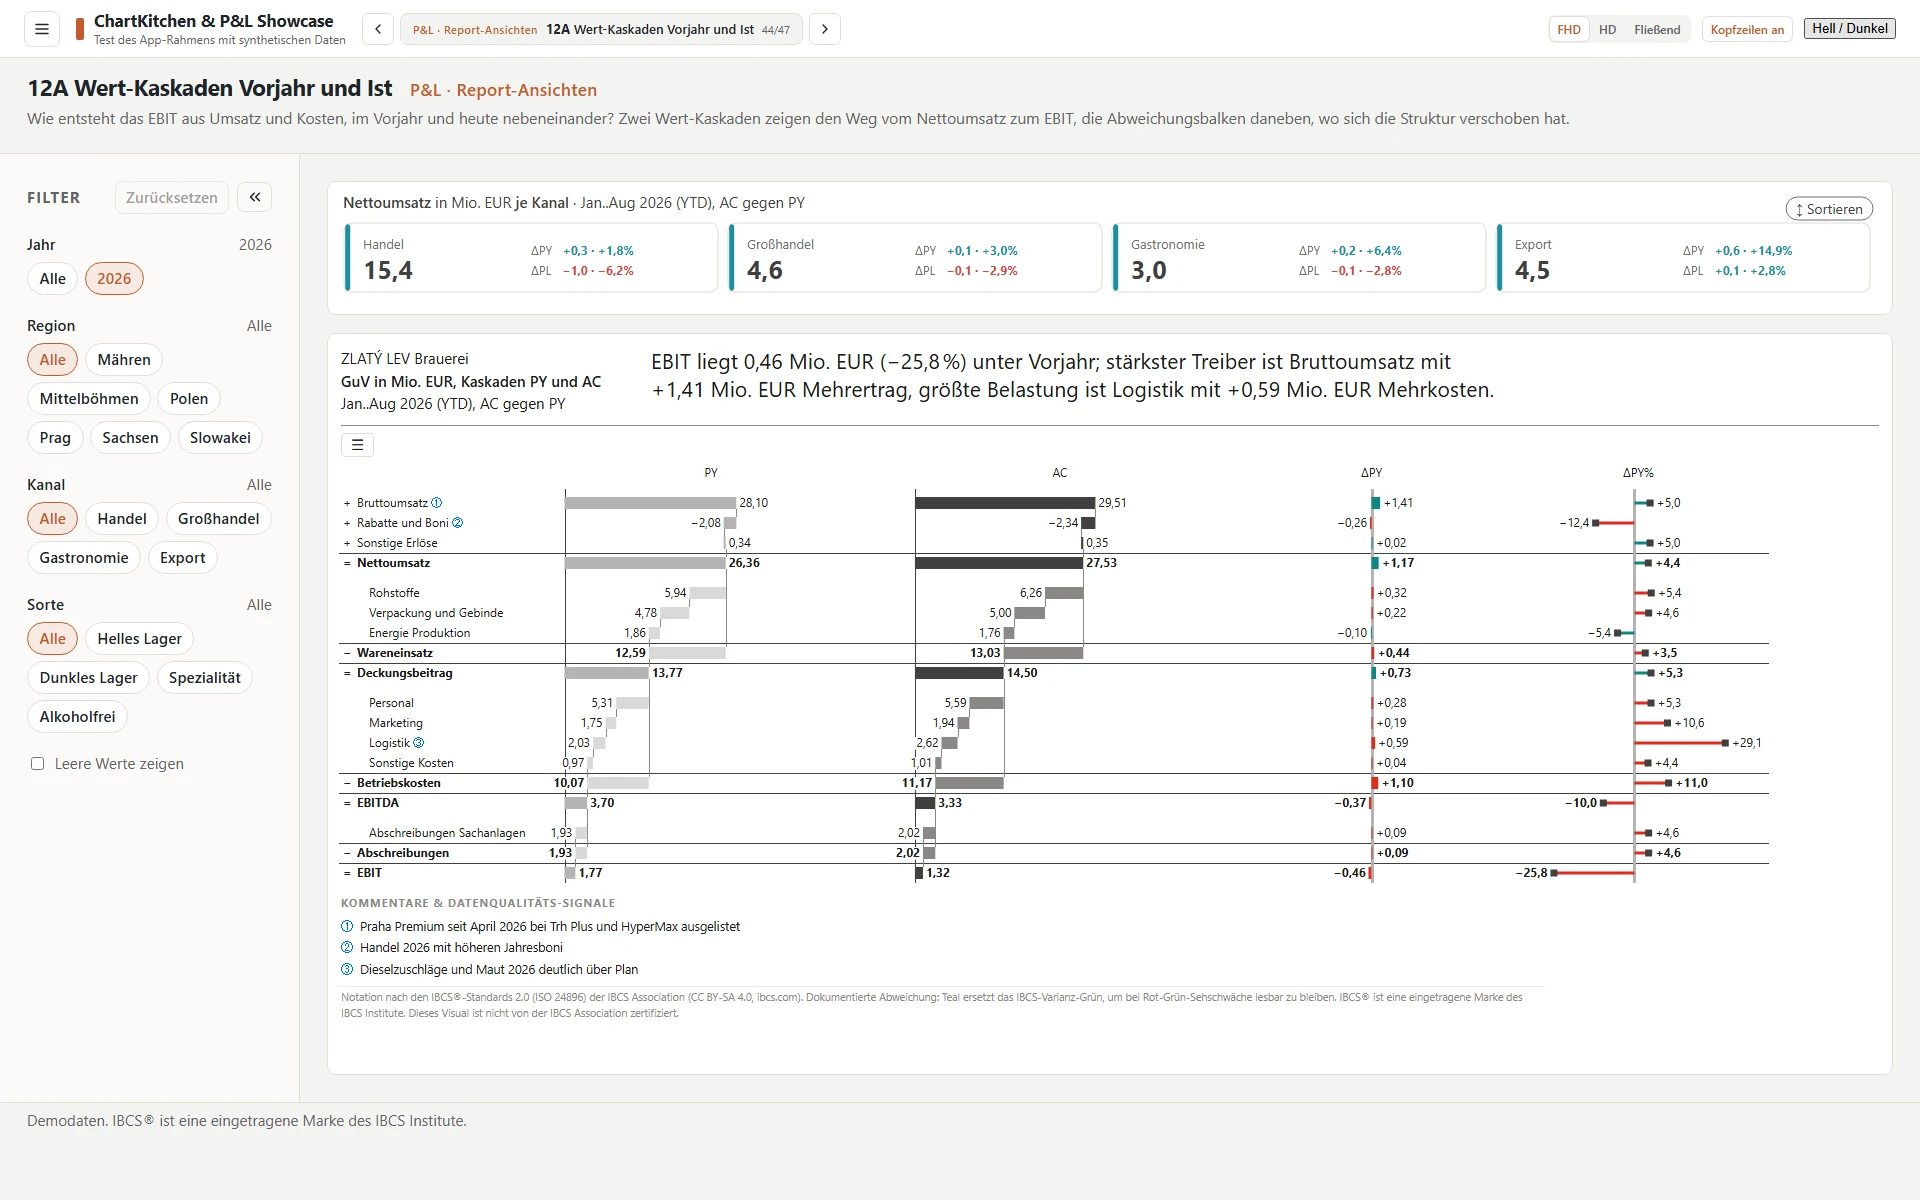 ChartKitchen & P&L Showcase
Test des App-Rahmens mit synthetischen Daten
P&L · Report-Ansichten 12A Wert-Kaskaden Vorjahr und Ist 44/47
FHD HD Fließend Kopfzeilen an Hell / Dunkel
12A Wert-Kaskaden Vorjahr und Ist P&L · Report-Ansichten
Wie entsteht das EBIT aus Umsatz und Kosten, im Vorjahr und heute nebeneinander? Zwei Wert-Kaskaden zeigen den Weg vom Nettoumsatz zum EBIT, die Abweichungsbalken daneben, wo sich die Struktur verschoben hat.
FILTER Zurücksetzen «
Jahr 2026
Alle 2026
Region Alle
Alle Mähren
Mittelböhmen Polen
Prag Sachsen Slowakei
Kanal Alle
Alle Handel Großhandel
Gastronomie Export
Sorte Alle
Alle Helles Lager
Dunkles Lager Spezialität
Alkoholfrei
Leere Werte zeigen
Nettoumsatz in Mio. EUR je Kanal · Jan..Aug 2026 (YTD), AC gegen PY
↕ Sortieren
Handel
15,4
ΔPY +0,3 · +1,8%
ΔPL −1,0 · −6,2%
Großhandel
4,6
ΔPY +0,1 · +3,0%
ΔPL −0,1 · −2,9%
Gastronomie
3,0
ΔPY +0,2 · +6,4%
ΔPL −0,1 · −2,8%
Export
4,5
ΔPY +0,6 · +14,9%
ΔPL +0,1 · +2,8%
ZLATÝ LEV Brauerei
GuV in Mio. EUR, Kaskaden PY und AC
Jan..Aug 2026 (YTD), AC gegen PY
EBIT liegt 0,46 Mio. EUR (−25,8 %) unter Vorjahr; stärkster Treiber ist Bruttoumsatz mit
+1,41 Mio. EUR Mehrertrag, größte Belastung ist Logistik mit +0,59 Mio. EUR Mehrkosten.
PY AC ΔPY ΔPY%
+ Bruttoumsatz ① 28,10 29,51 +1,41 +5,0
+ Rabatte und Boni ② −2,08 −2,34 −0,26 −12,4
+ Sonstige Erlöse 0,34 0,35 +0,02 +5,0
= Nettoumsatz 26,36 27,53 +1,17 +4,4
Rohstoffe 5,94 6,26 +0,32 +5,4
Verpackung und Gebinde 4,78 5,00 +0,22 +4,6
Energie Produktion 1,86 1,76 −0,10 −5,4
− Wareneinsatz 12,59 13,03 +0,44 +3,5
= Deckungsbeitrag 13,77 14,50 +0,73 +5,3
Personal 5,31 5,59 +0,28 +5,3
Marketing 1,75 1,94 +0,19 +10,6
Logistik ③ 2,03 2,62 +0,59 +29,1
Sonstige Kosten 0,97 1,01 +0,04 +4,4
− Betriebskosten 10,07 11,17 +1,10 +11,0
= EBITDA 3,70 3,33 −0,37 −10,0
Abschreibungen Sachanlagen 1,93 2,02 +0,09 +4,6
− Abschreibungen 1,93 2,02 +0,09 +4,6
= EBIT 1,77 1,32 −0,46 −25,8
KOMMENTARE & DATENQUALITÄTS-SIGNALE
① Praha Premium seit April 2026 bei Trh Plus und HyperMax ausgelistet
② Handel 2026 mit höheren Jahresboni
③ Dieselzuschläge und Maut 2026 deutlich über Plan
Notation nach den IBCS®-Standards 2.0 (ISO 24896) der IBCS Association (CC BY-SA 4.0, ibcs.com). Dokumentierte Abweichung: Teal ersetzt das IBCS-Varianz-Grün, um bei Rot-Grün-Sehschwäche lesbar zu bleiben. IBCS® ist eine eingetragene Marke des
IBCS Institute. Dieses Visual ist nicht von der IBCS Association zertifiziert.
Demodaten. IBCS® ist eine eingetragene Marke des IBCS Institute.